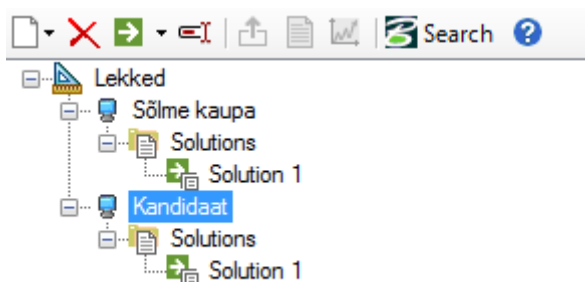 Search
Lekked
Sõlme kaupa
Solutions
Solution 1
Kandidaat
Solutions
Solution 1